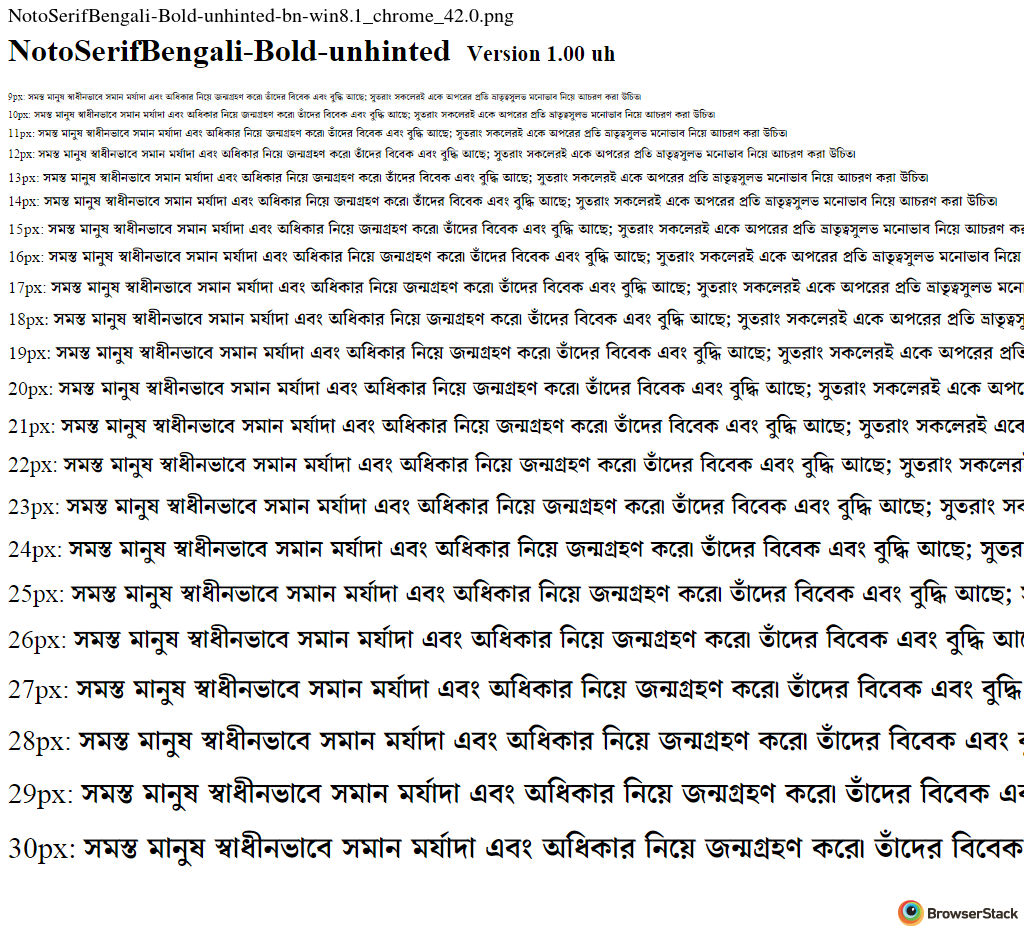 NotoSerifBengali-Bold-unhinted-bn-win8.1_chrome_42.0.png
NotoSerifBengali-Bold-unhinted Version 1.00 uh
9px: সমস্ত মানুষ স্বাধীনভাবে সমান মর্যাদা এবং অধিকার নিয়ে জন্মগ্রহণ করে। তাঁদের বিবেক এবং বুদ্ধি আছে; সুতরাং সকলেরই একে অপরের প্রতি ভ্রাতৃত্বসুলভ মনোভাব নিয়ে আচরণ করা উচিত।
10px: সমস্ত মানুষ স্বাধীনভাবে সমান মর্যাদা এবং অধিকার নিয়ে জন্মগ্রহণ করে। তাঁদের বিবেক এবং বুদ্ধি আছে; সুতরাং সকলেরই একে অপরের প্রতি ভ্রাতৃত্বসুলভ মনোভাব নিয়ে আচরণ করা উচিত।
11px: সমস্ত মানুষ স্বাধীনভাবে সমান মর্যাদা এবং অধিকার নিয়ে জন্মগ্রহণ করে। তাঁদের বিবেক এবং বুদ্ধি আছে; সুতরাং সকলেরই একে অপরের প্রতি ভ্রাতৃত্বসুলভ মনোভাব নিয়ে আচরণ করা উচিত।
12px: সমস্ত মানুষ স্বাধীনভাবে সমান মর্যাদা এবং অধিকার নিয়ে জন্মগ্রহণ করে। তাঁদের বিবেক এবং বুদ্ধি আছে; সুতরাং সকলেরই একে অপরের প্রতি ভ্রাতৃত্বসুলভ মনোভাব নিয়ে আচরণ করা উচিত।
13px: সমস্ত মানুষ স্বাধীনভাবে সমান মর্যাদা এবং অধিকার নিয়ে জন্মগ্রহণ করে। তাঁদের বিবেক এবং বুদ্ধি আছে; সুতরাং সকলেরই একে অপরের প্রতি ভ্রাতৃত্বসুলভ মনোভাব নিয়ে আচরণ করা উচিত।
14px: সমস্ত মানুষ স্বাধীনভাবে সমান মর্যাদা এবং অধিকার নিয়ে জন্মগ্রহণ করে। তাঁদের বিবেক এবং বুদ্ধি আছে; সুতরাং সকলেরই একে অপরের প্রতি ভ্রাতৃত্বসুলভ মনোভাব নিয়ে আচরণ করা উচিত।
15px: সমস্ত মানুষ স্বাধীনভাবে সমান মর্যাদা এবং অধিকার নিয়ে জন্মগ্রহণ করে। তাঁদের বিবেক এবং বুদ্ধি আছে; সুতরাং সকলেরই একে অপরের প্রতি ভ্রাতৃত্বসুলভ মনোভাব নিয়ে আচরণ
16px: সমস্ত মানুষ স্বাধীনভাবে সমান মর্যাদা এবং অধিকার নিয়ে জন্মগ্রহণ করে। তাঁদের বিবেক এবং বুদ্ধি আছে; সুতরাং সকলেরই একে অপরের প্রতি ভ্রাতৃত্বসুলভ মনোভাব নিয়ে
17px: সমস্ত মানুষ স্বাধীনভাবে সমান মর্যাদা এবং অধিকার নিয়ে জন্মগ্রহণ করে। তাঁদের বিবেক এবং বুদ্ধি আছে; সুতরাং সকলেরই একে অপরের প্রতি ভ্রাতৃত্বসুলভ মনো
18px: সমস্ত মানুষ স্বাধীনভাবে সমান মর্যাদা এবং অধিকার নিয়ে জন্মগ্রহণ করে। তাঁদের বিবেক এবং বুদ্ধি আছে; সুতরাং সকলেরই একে অপরের প্রতি
19px: সমস্ত মানুষ স্বাধীনভাবে সমান মর্যাদা এবং অধিকার নিয়ে জন্মগ্রহণ করে। তাঁদের বিবেক এবং বুদ্ধি আছে; সুতরাং সকলেরই একে অপরের প্রতি
20px: সমস্ত মানুষ স্বাধীনভাবে সমান মর্যাদা এবং অধিকার নিয়ে জন্মগ্রহণ করে। তাঁদের বিবেক এবং বুদ্ধি আছে; সুতরাং সকলেরই একে অপরে
21px: সমস্ত মানুষ স্বাধীনভাবে সমান মর্যাদা এবং অধিকার নিয়ে জন্মগ্রহণ করে। তাঁদের বিবেক এবং বুদ্ধি আছে; সুতরাং সকলেরই একে
22px: সমস্ত মানুষ স্বাধীনভাবে সমান মর্যাদা এবং অধিকার নিয়ে জন্মগ্রহণ করে। তাঁদের বিবেক এবং বুদ্ধি আছে; সুতরাং সকলের
23px: সমস্ত মানুষ স্বাধীনভাবে সমান মর্যাদা এবং অধিকার নিয়ে জন্মগ্রহণ করে। তাঁদের বিবেক এবং বুদ্ধি আছে; সুতরাং
24px: সমস্ত মানুষ স্বাধীনভাবে সমান মর্যাদা এবং অধিকার নিয়ে জন্মগ্রহণ করে। তাঁদের বিবেক এবং বুদ্ধি আছে; সুতর
25px: সমস্ত মানুষ স্বাধীনভাবে সমান মর্যাদা এবং অধিকার নিয়ে জন্মগ্রহণ করে। তাঁদের বিবেক এবং বুদ্ধি আছে;
26px: সমস্ত মানুষ স্বাধীনভাবে সমান মর্যাদা এবং অধিকার নিয়ে জন্মগ্রহণ করে। তাঁদের বিবেক এবং বুদ্ধি
27px: সমস্ত মানুষ স্বাধীনভাবে সমান মর্যাদা এবং অধিকার নিয়ে জন্মগ্রহণ করে। তাঁদের বিবেক এবং বুদ্ধি
28px: সমস্ত মানুষ স্বাধীনভাবে সমান মর্যাদা এবং অধিকার নিয়ে জন্মগ্রহণ করে। তাঁদের বিবেক এবং
29px: সমস্ত মানুষ স্বাধীনভাবে সমান মর্যাদা এবং অধিকার নিয়ে জন্মগ্রহণ করে। তাঁদের বিবেক
30px: সমস্ত মানুষ স্বাধীনভাবে সমান মর্যাদা এবং অধিকার নিয়ে জন্মগ্রহণ করে। তাঁদের বিবেক
BrowserStack